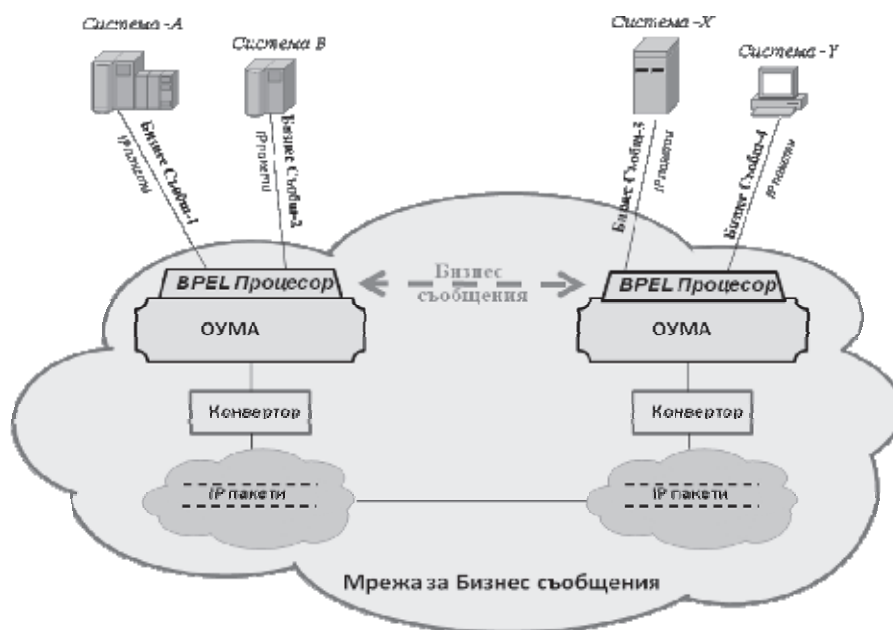 Система -A
Система B
Система -X
Система -Y
Бизнес Съобщ-1
IP пакети
Бизнес Съобщ-2
IP пакети
Бизнес Съобщ-3
IP пакети
Бизнес Съобщ-4
IP пакети
BPEL Процесор
Бизнес
съобщения
BPEL Процесор
ОУМА
ОУМА
Конвертор
Конвертор
IP пакети
IP пакети
Мрежа за Бизнес съобщения